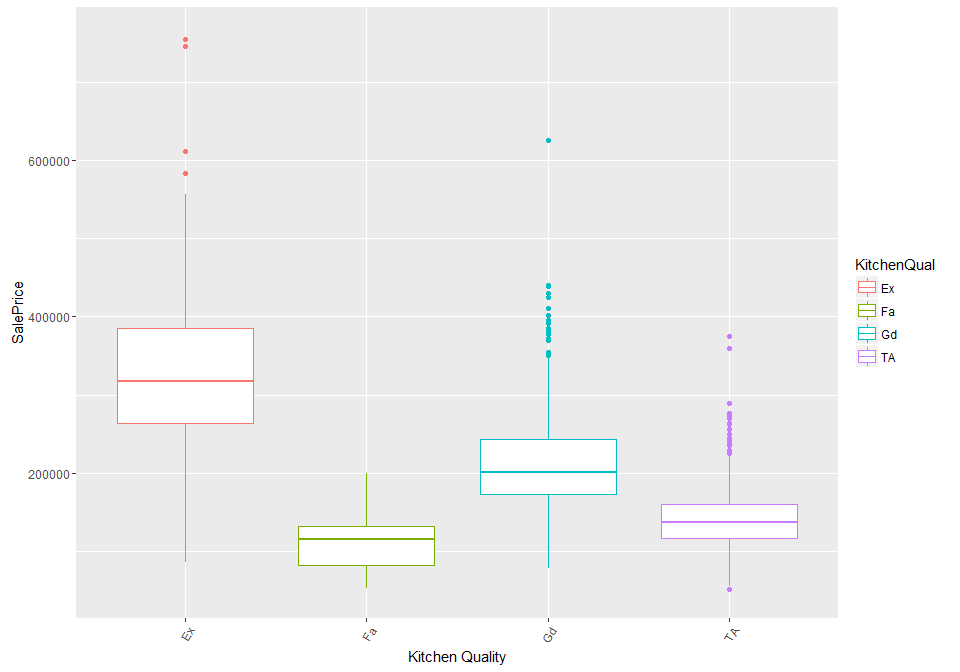 SalePrice
600000
400000
200000
Ex
Fa
Gd
TA
Kitchen Quality
KitchenQual
Ex
Fa
Gd
TA